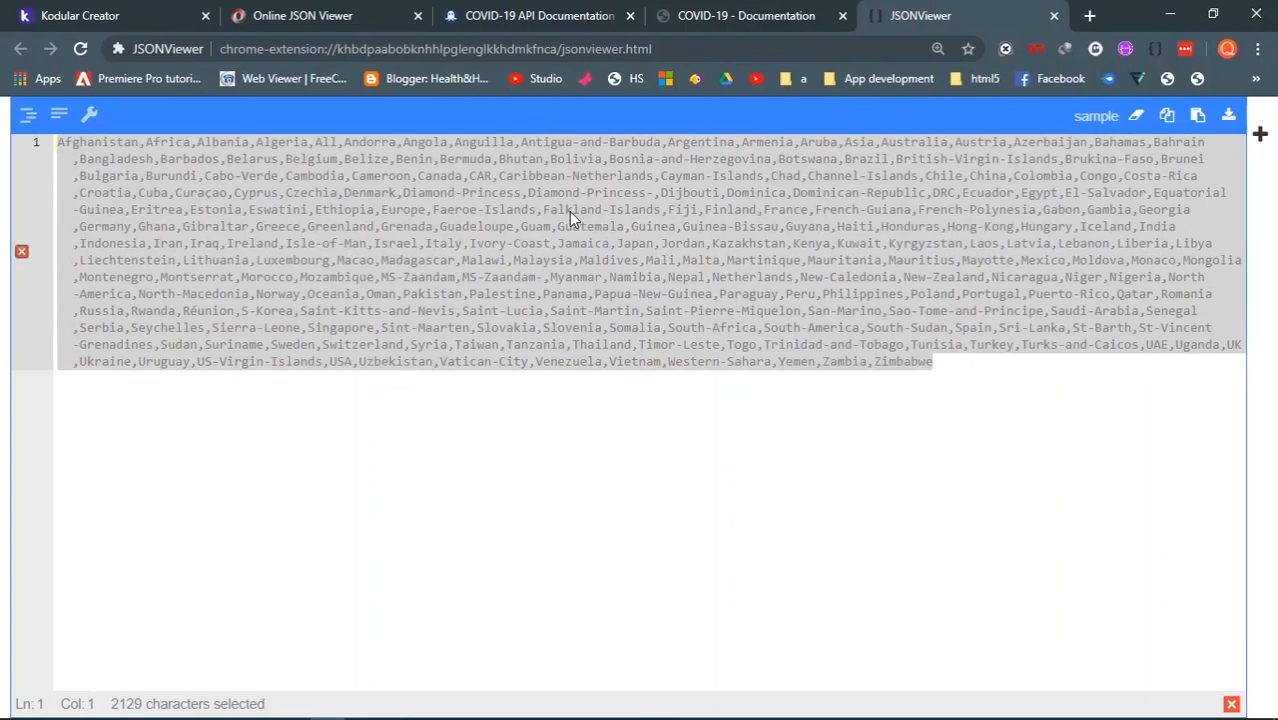 Kodular Creator
Online JSON Viewer
COVID-19 API Documentation
COVID-19 - Documentation
JSONViewer
JSONViewer
chrome-extension://khbdpaabobknhhlpglenglkkhdmkfnca/jsonviewer.html
Apps
Premiere Pro tutori...
Web Viewer | FreeC...
Blogger: Health&H...
Studio
HS
a
App development
html5
Facebook
sample
1
Afghanistan,Africa,Albania,Algeria,All,Andorra,Angola,Anguilla,Antigua-and-Barbuda,Argentina,Armenia,Aruba,Asia,Australia,Austria,Azerbaijan,Bahamas,Bahrain
,Bangladesh,Barbados,Belarus,Belgium,Belize,Benin,Bermuda,Bhutan,Bolivia,Bosnia-and-Herzegovina,Botswana,Brazil,British-Virgin-Islands,Brukina-Faso,Brunei
,Bulgaria,Burundi,Cabo-Verde,Cambodia,Cameroon,Canada,CAR,Caribbean-Netherlands,Cayman-Islands,Chad,Channel-Islands,Chile,China,Colombia,Congo,Costa-Rica
,Croatia,Cuba,Curaçao,Cyprus,Czechia,Denmark,Diamond-Princess,Diamond-Princess-,Dijbouti,Dominica,Dominican-Republic,DRC,Ecuador,Egypt,El-Salvador,Equatorial
-Guinea,Eritrea,Estonia,Eswatini,Ethiopia,Europe,Faeroe-Islands,Falkland-Islands,Fiji,Finland,France,French-Guiana,French-Polynesia,Gabon,Gambia,Georgia
,Germany,Ghana,Gibraltar,Greece,Greenland,Grenada,Guadeloupe,Guam,Guatemala,Guinea,Guinea-Bissau,Guyana,Haiti,Honduras,Hong-Kong,Hungary,Iceland,India
,Indonesia,Iran,Iraq,Ireland,Isle-of-Man,Israel,Italy,Ivory-Coast,Jamaica,Japan,Jordan,Kazakhstan,Kenya,Kuwait,Kyrgyzstan,Laos,Latvia,Lebanon,Liberia,Libya
,Liechtenstein,Lithuania,Luxembourg,Macao,Madagascar,Malawi,Malaysia,Maldives,Mali,Malta,Martinique,Mauritania,Mauritius,Mayotte,Mexico,Moldova,Monaco,Mongolia
,Montenegro,Montserrat,Morocco,Mozambique,MS-Zaandam,MS-Zaandam-,Myanmar,Namibia,Nepal,Netherlands,New-Caledonia,New-Zealand,Nicaragua,Niger,Nigeria,North
-America,North-Macedonia,Norway,Oceania,Oman,Pakistan,Palestine,Panama,Papua-New-Guinea,Paraguay,Peru,Philippines,Poland,Portugal,Puerto-Rico,Qatar,Romania
,Russia,Rwanda,Réunion,S-Korea,Saint-Kitts-and-Nevis,Saint-Lucia,Saint-Martin,Saint-Pierre-Miquelon,San-Marino,Sao-Tome-and-Principe,Saudi-Arabia,Senegal
,Serbia,Seychelles,Sierra-Leone,Singapore,Sint-Maarten,Slovakia,Slovenia,Somalia,South-Africa,South-America,South-Sudan,Spain,Sri-Lanka,St-Barth,St-Vincent
-Grenadines,Sudan,Suriname,Sweden,Switzerland,Syria,Taiwan,Tanzania,Thailand,Timor-Leste,Togo,Trinidad-and-Tobago,Tunisia,Turkey,Turks-and-Caicos,UAE,Uganda,UK
,Ukraine,Uruguay,US-Virgin-Islands,USA,Uzbekistan,Vatican-City,Venezuela,Vietnam,Western-Sahara,Yemen,Zambia,Zimbabwe
Ln: 1 Col: 1 2129 characters selected